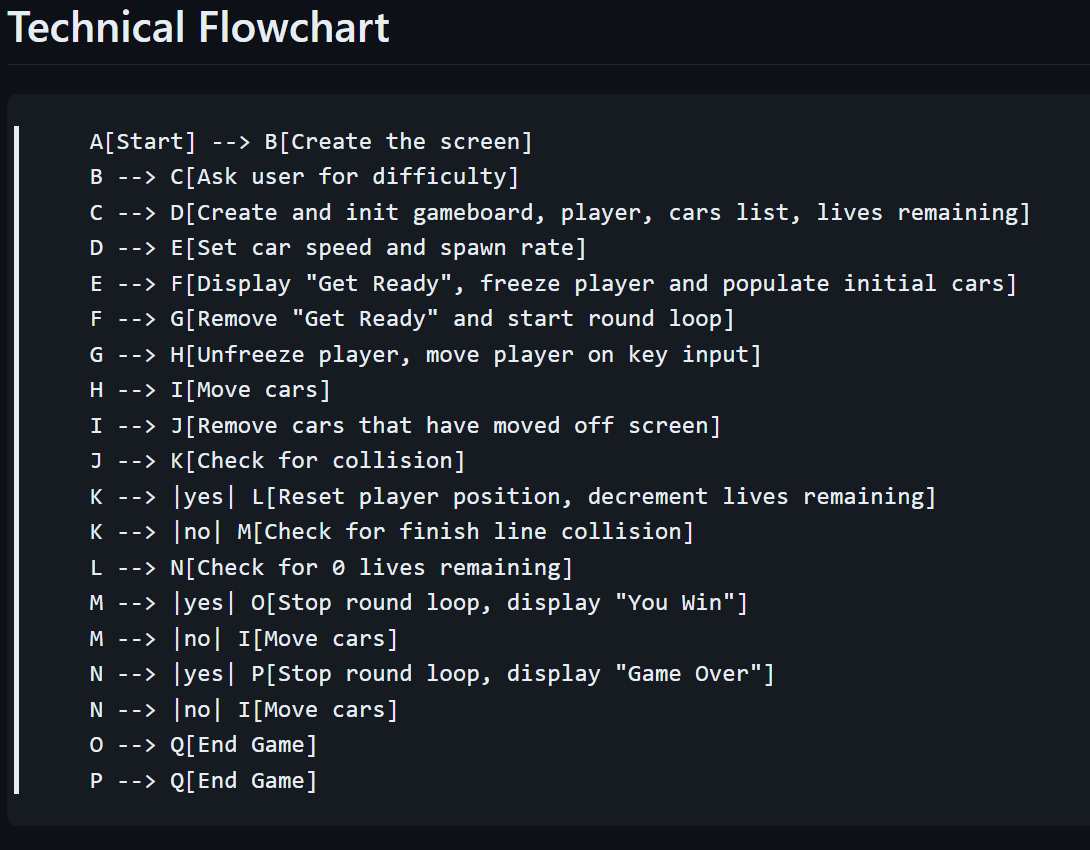 Technical Flowchart
A[Start] --> B[Create the screen]
B --> C[Ask user for difficulty]
C --> D[Create and init gameboard, player, cars list, lives remaining]
D --> E[Set car speed and spawn rate]
E --> F[Display "Get Ready", freeze player and populate initial cars]
F --> G[Remove "Get Ready" and start round loop]
G --> H[Unfreeze player, move player on key input]
H --> I[Move cars]
I --> J[Remove cars that have moved off screen]
J --> K[Check for collision]
K --> |yes| L[Reset player position, decrement lives remaining]
K --> |no| M[Check for finish line collision]
L --> N[Check for 0 lives remaining]
M --> |yes| O[Stop round loop, display "You Win"]
M --> |no| I[Move cars]
N --> |yes| P[Stop round loop, display "Game Over"]
N --> |no| I[Move cars]
O --> Q[End Game]
P --> Q[End Game]